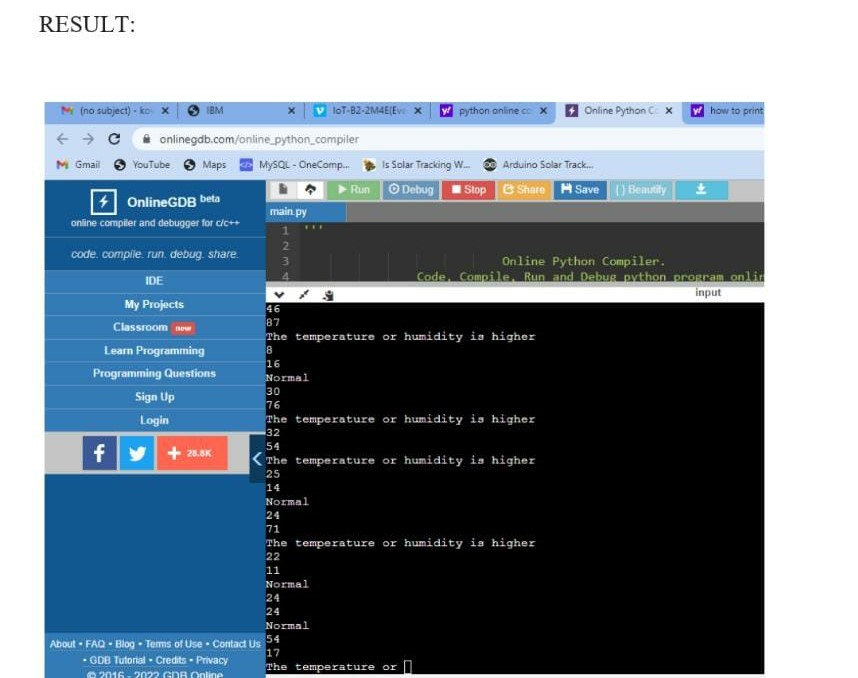 RESULT:
(no subject) - ko
IBM
IoT-B2-2M4E(Eve
python online co
Online Python C
how to print
onlinegdb.com/online_python_compiler
Gmail
YouTube
Maps
MySQL - OneComp...
Is Solar Tracking W...
Arduino Solar Track...
OnlineGDB beta
online compiler and debugger for c/c++
code. compile. run. debug. share.
IDE
My Projects
Classroom new
Learn Programming
Programming Questions
Sign Up
Login
f
+ 28.8K
About • FAQ • Blog • Terms of Use • Contact Us
• GDB Tutorial • Credits • Privacy
© 2016 - 2022 GDB Online
Run Debug Stop Share Save {} Beautify
main.py
1 '''
2
3 Online Python Compiler.
4 Code, Compile, Run and Debug python program onlin
input
46
87
The temperature or humidity is higher
8
16
Normal
30
76
The temperature or humidity is higher
32
54
The temperature or humidity is higher
25
14
Normal
24
71
The temperature or humidity is higher
22
11
Normal
24
24
Normal
54
17
The temperature or